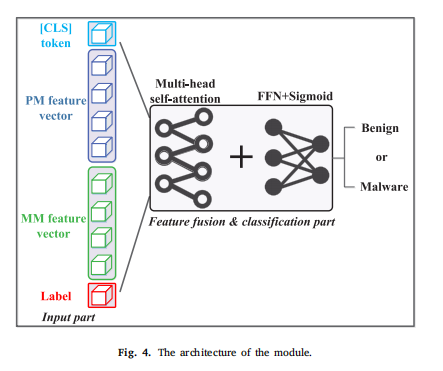 [CLS]
token
PM feature
vector
MM feature
vector
Label
Input part
Multi-head
self-attention
FFN+Sigmoid
+
Feature fusion & classification part
Benign
or
Malware
Fig. 4. The architecture of the module.